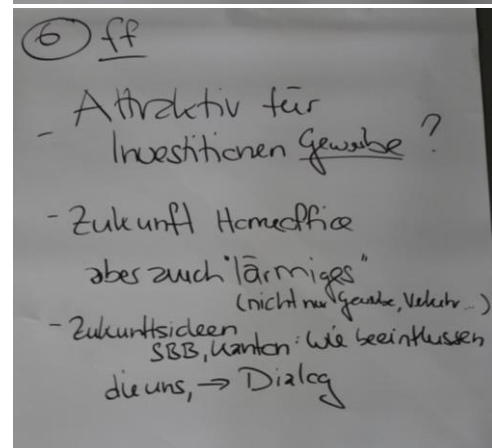 6 ff
- Attraktiv für
Investitionen Gewerbe ?
- Zukunft Homeoffice
aber auch "lärmiges"
(nicht nur Gewerbe, Verkehr...)
- Zukunftsideen
SBB, Kanton: Wie beeinflussen
die uns, → Dialog